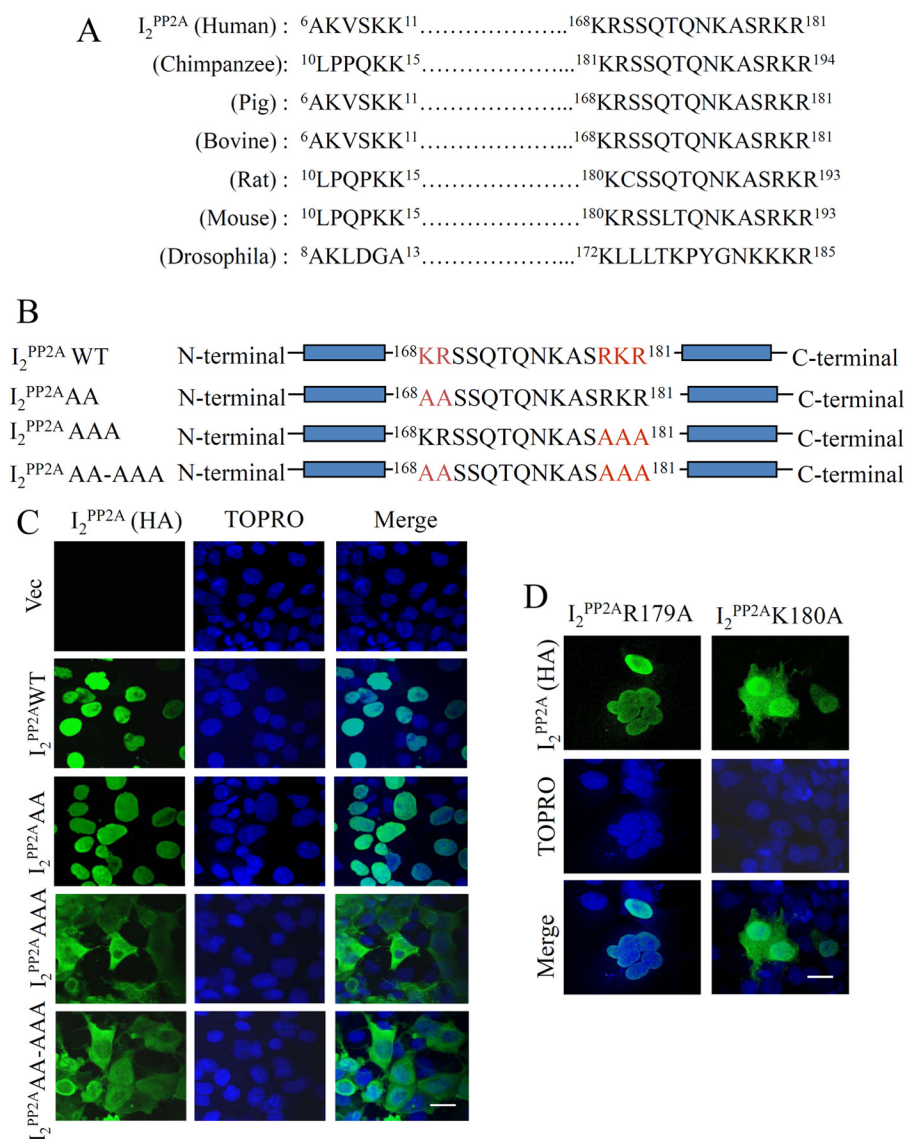 A
I₂ᴾᴾ²ᴬ (Human) : ⁶AKVSKK¹¹…………………..¹⁶⁸KRSSQTQNKASRKR¹⁸¹
(Chimpanzee): ¹⁰LPPQKK¹⁵…………………...¹⁸¹KRSSQTQNKASRKR¹⁹⁴
(Pig) : ⁶AKVSKK¹¹…………………...¹⁶⁸KRSSQTQNKASRKR¹⁸¹
(Bovine) : ⁶AKVSKK¹¹…………………...¹⁶⁸KRSSQTQNKASRKR¹⁸¹
(Rat) : ¹⁰LPQPKK¹⁵……………………¹⁸⁰KCSSQTQNKASRKR¹⁹³
(Mouse) : ¹⁰LPQPKK¹⁵……………………¹⁸⁰KRSSLTQNKASRKR¹⁹³
(Drosophila) : ⁸AKLDGA¹³…………………...¹⁷²KLLLTKPYGNKKKR¹⁸⁵
B
I₂ᴾᴾ²ᴬ WT N-terminal ¹⁶⁸KRSSQTQNKASRKR¹⁸¹ C-terminal
I₂ᴾᴾ²ᴬ AA N-terminal ¹⁶⁸AASSQTQNKASRKR¹⁸¹ C-terminal
I₂ᴾᴾ²ᴬ AAA N-terminal ¹⁶⁸KRSSQTQNKASAAA¹⁸¹ C-terminal
I₂ᴾᴾ²ᴬ AA-AAA N-terminal ¹⁶⁸AASSQTQNKASAAA¹⁸¹ C-terminal
C
I₂ᴾᴾ²ᴬ (HA) TOPRO Merge
Vec
I₂ᴾᴾ²ᴬWT
I₂ᴾᴾ²ᴬAA
I₂ᴾᴾ²ᴬAAA
I₂ᴾᴾ²ᴬAA-AAA
D
I₂ᴾᴾ²ᴬR179A I₂ᴾᴾ²ᴬK180A
I₂ᴾᴾ²ᴬ (HA)
TOPRO
Merge